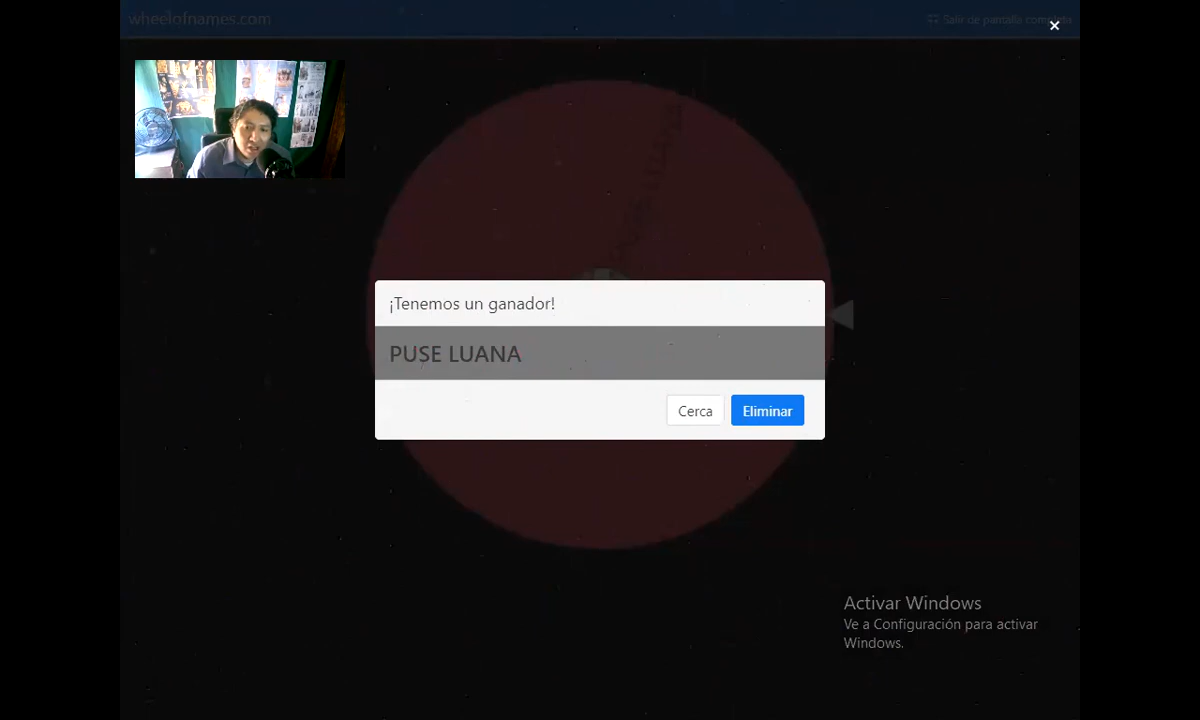 wheelofnames.com
Salir de pantalla completa
¡Tenemos un ganador!
PUSE LUANA
Cerca
Eliminar
Activar Windows
Ve a Configuración para activar
Windows.